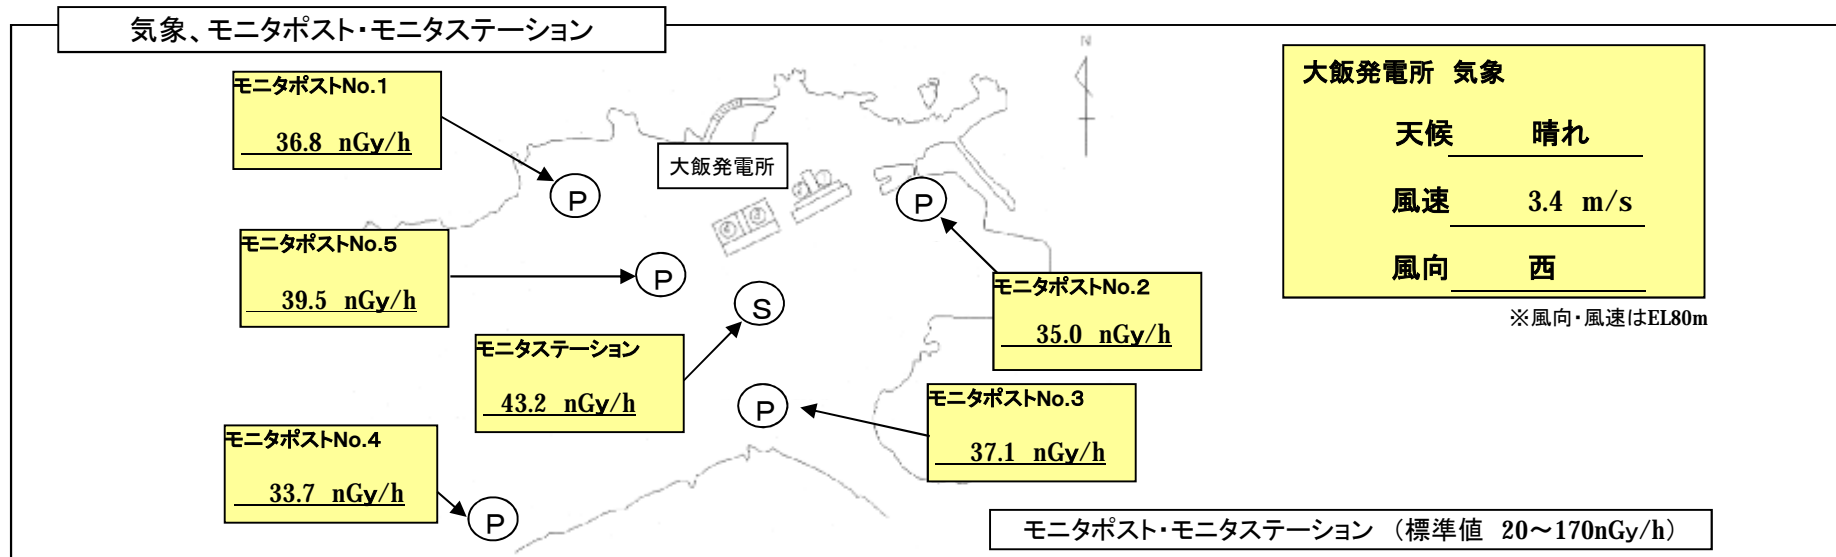 気象、モニタポスト・モニタステーション
モニタポストNo.1
36.8 nGy/h
N
大飯発電所
P
P
モニタポストNo.5
39.5 nGy/h
P
S
モニタポストNo.2
35.0 nGy/h
モニタステーション
43.2 nGy/h
P
モニタポストNo.3
37.1 nGy/h
モニタポストNo.4
33.7 nGy/h
P
大飯発電所 気象
天候 晴れ
風速 3.4 m/s
風向 西
※風向・風速はEL80m
モニタポスト・モニタステーション （標準値 20～170nGy/h）